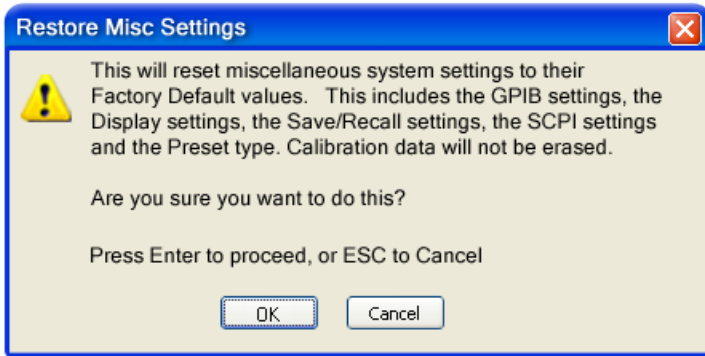 Restore Misc Settings
This will reset miscellaneous system settings to their
Factory Default values.   This includes the GPIB settings, the
Display settings, the Save/Recall settings, the SCPI settings
and the Preset type. Calibration data will not be erased.
Are you sure you want to do this?
Press Enter to proceed, or ESC to Cancel
OK
Cancel